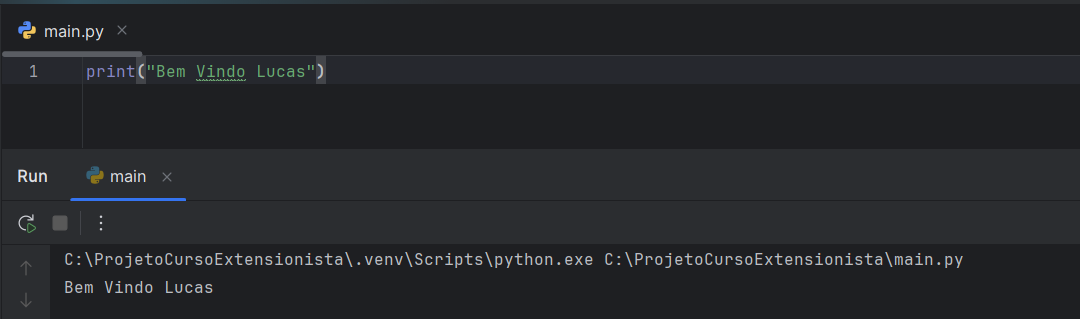 main.py
1 print("Bem Vindo Lucas")
Run main
C:\ProjetoCursoExtensionista\.venv\Scripts\python.exe C:\ProjetoCursoExtensionista\main.py
Bem Vindo Lucas